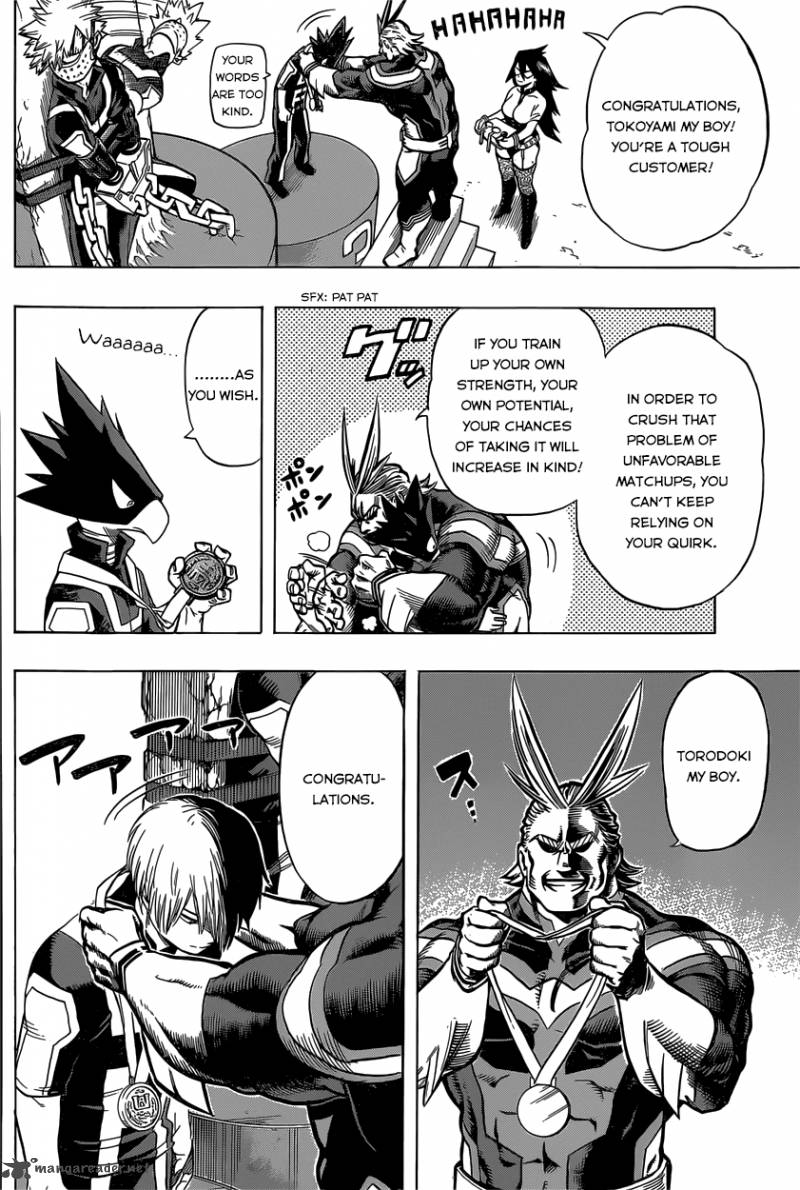 CONGRATULATIONS,
TOKOYAMI MY BOY!
YOU'RE A TOUGH
CUSTOMER!
HAHAHAHA
YOUR
WORDS
ARE TOO
KIND.
SFX: PAT PAT
IN ORDER TO
CRUSH THAT
PROBLEM OF
UNFAVORABLE
MATCHUPS, YOU
CAN'T KEEP
RELYING ON
YOUR QUIRK.
IF YOU TRAIN
UP YOUR OWN
STRENGTH, YOUR
OWN POTENTIAL,
YOUR CHANCES
OF TAKING IT WILL
INCREASE IN KIND!
グッ
ポン
ポン
........AS
YOU WISH.
Waaaaaa...
TORODOKI
MY BOY.
ス
CONGRATU-
LATIONS.
アアアア
mangareader.net